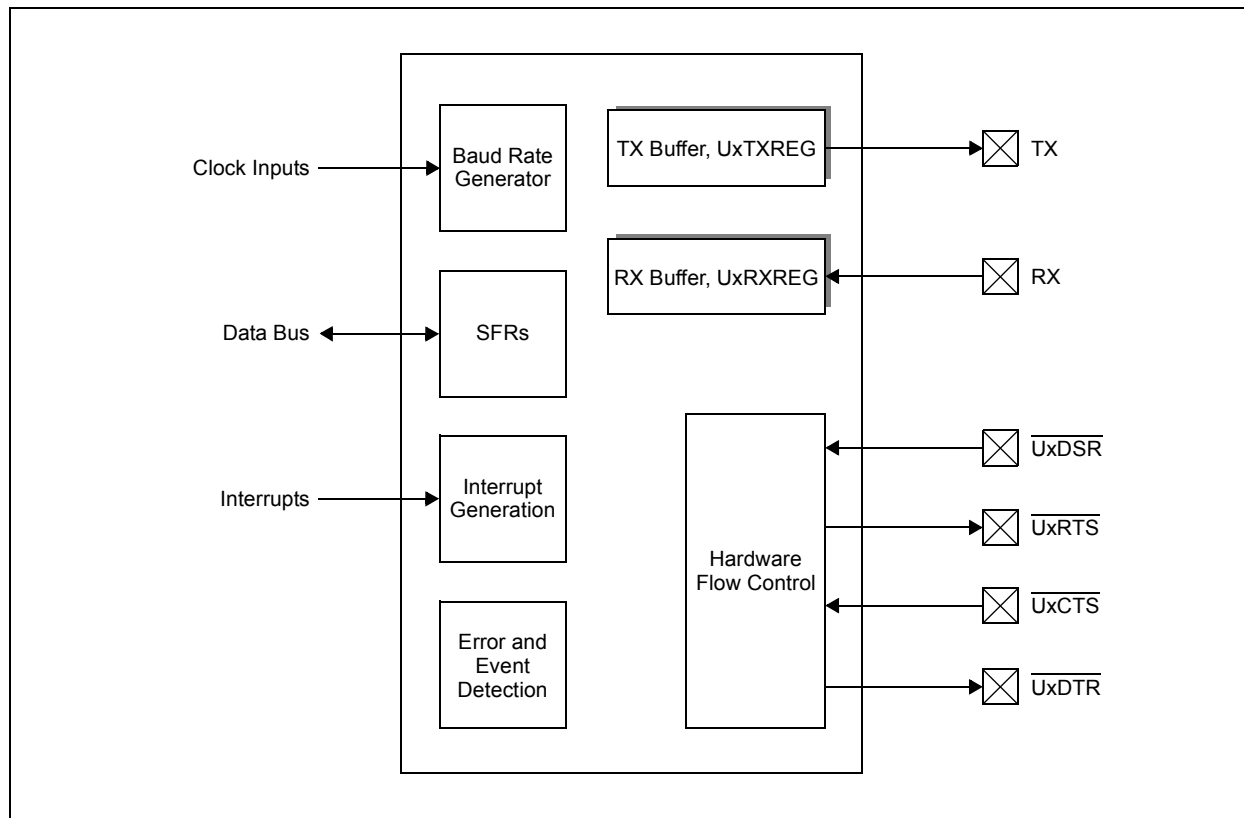 Clock Inputs
Baud Rate
Generator
TX Buffer, UxTXREG
TX
RX Buffer, UxRXREG
RX
Data Bus
SFRs
Interrupts
Interrupt
Generation
Error and
Event
Detection
Hardware
Flow Control
UxDSR
UxRTS
UxCTS
UxDTR